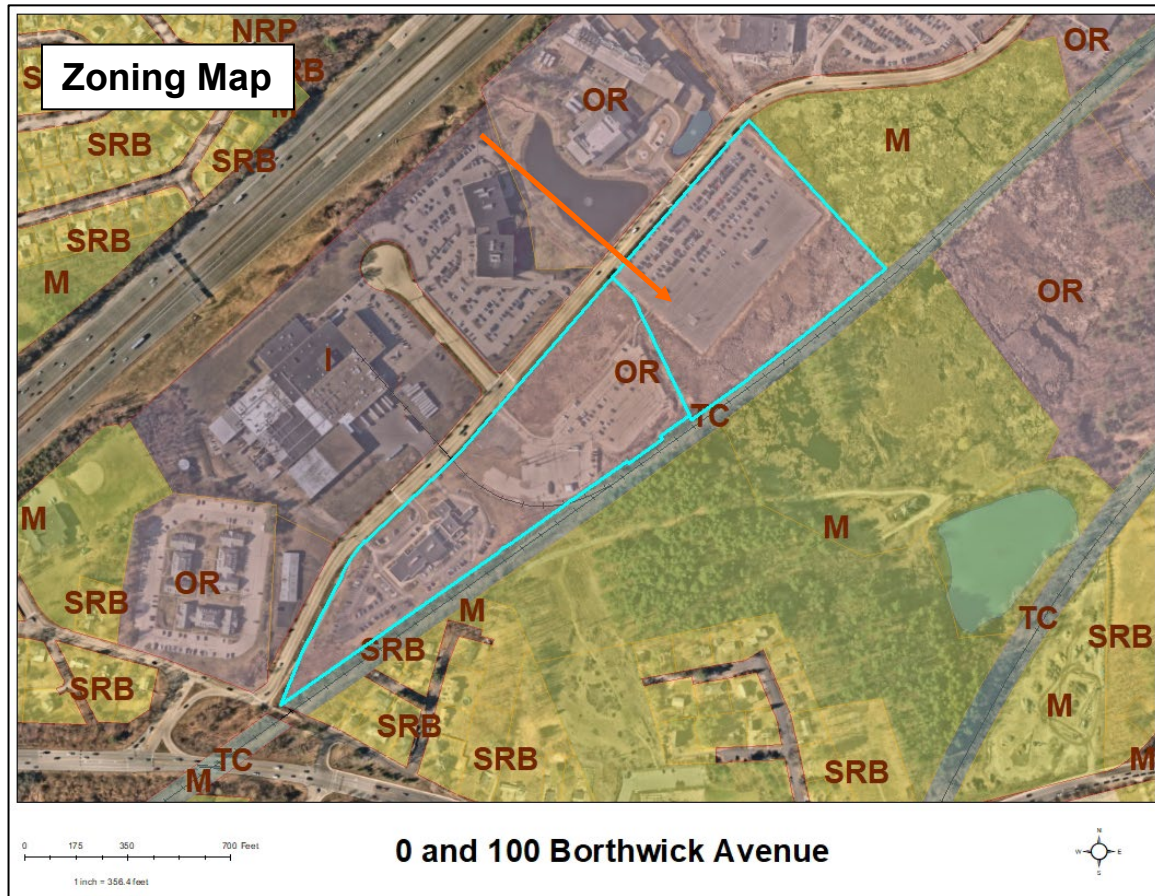 NRP
OR
Zoning Map
S
RB
M
OR
SRB
M
SRB
SRB
M
OR
I
OR
TC
M
M
OR
SRB
SRB
M
TC
SRB
SRB
SRB
M
SRB
SRB
TC
M
M
0 175 350 700 Feet
1 inch = 356.4 feet
0 and 100 Borthwick Avenue
N
W E
S